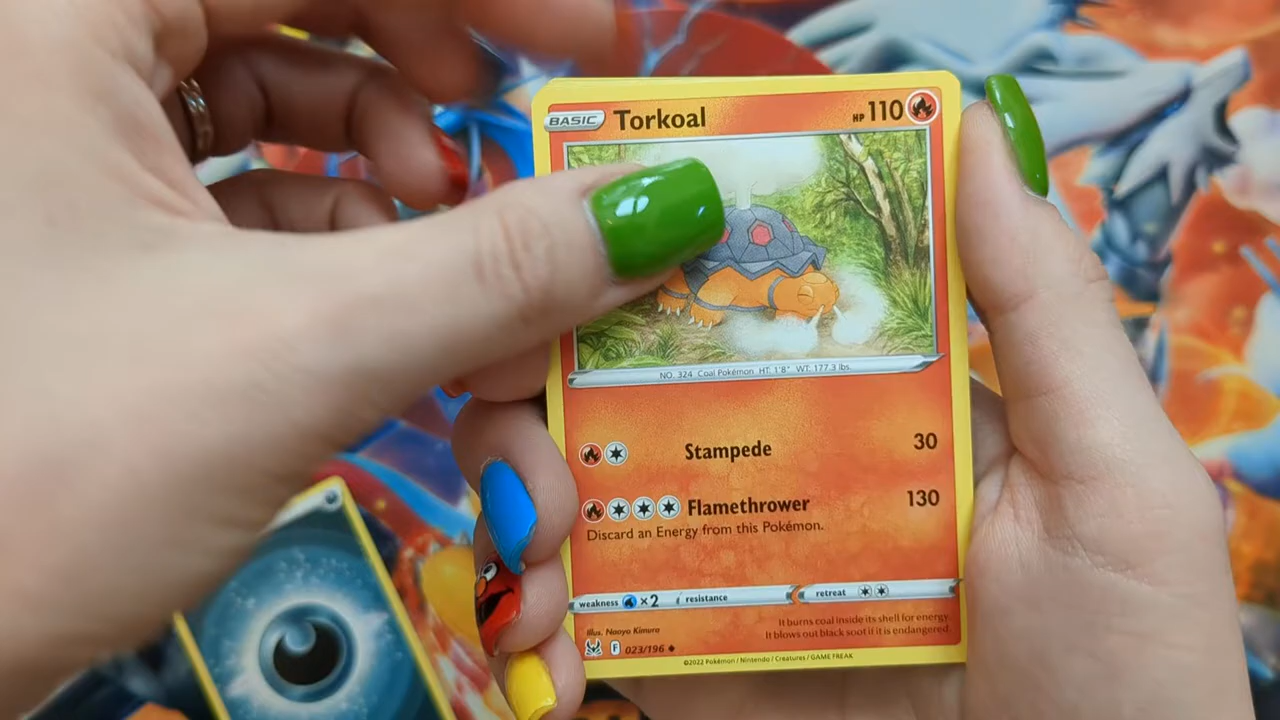 BASIC Torkoal HP 110
NO. 324 Coal Pokémon HT: 1'8" WT: 177.3 lbs.
Stampede 30
Flamethrower 130
Discard an Energy from this Pokémon.
weakness ×2 resistance retreat
It burns coal inside its shell for energy.
It blows out black soot if it is endangered.
Illus. Naoyo Kimura
F 023/196
©2022 Pokémon / Nintendo / Creatures / GAME FREAK